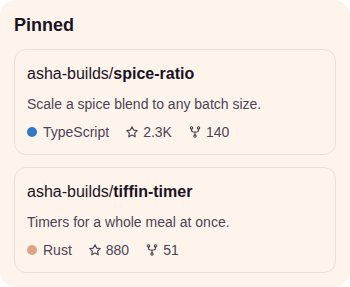 Pinned
asha-builds/spice-ratio
Scale a spice blend to any batch size.
TypeScript 2.3K 140
asha-builds/tiffin-timer
Timers for a whole meal at once.
Rust 880 51